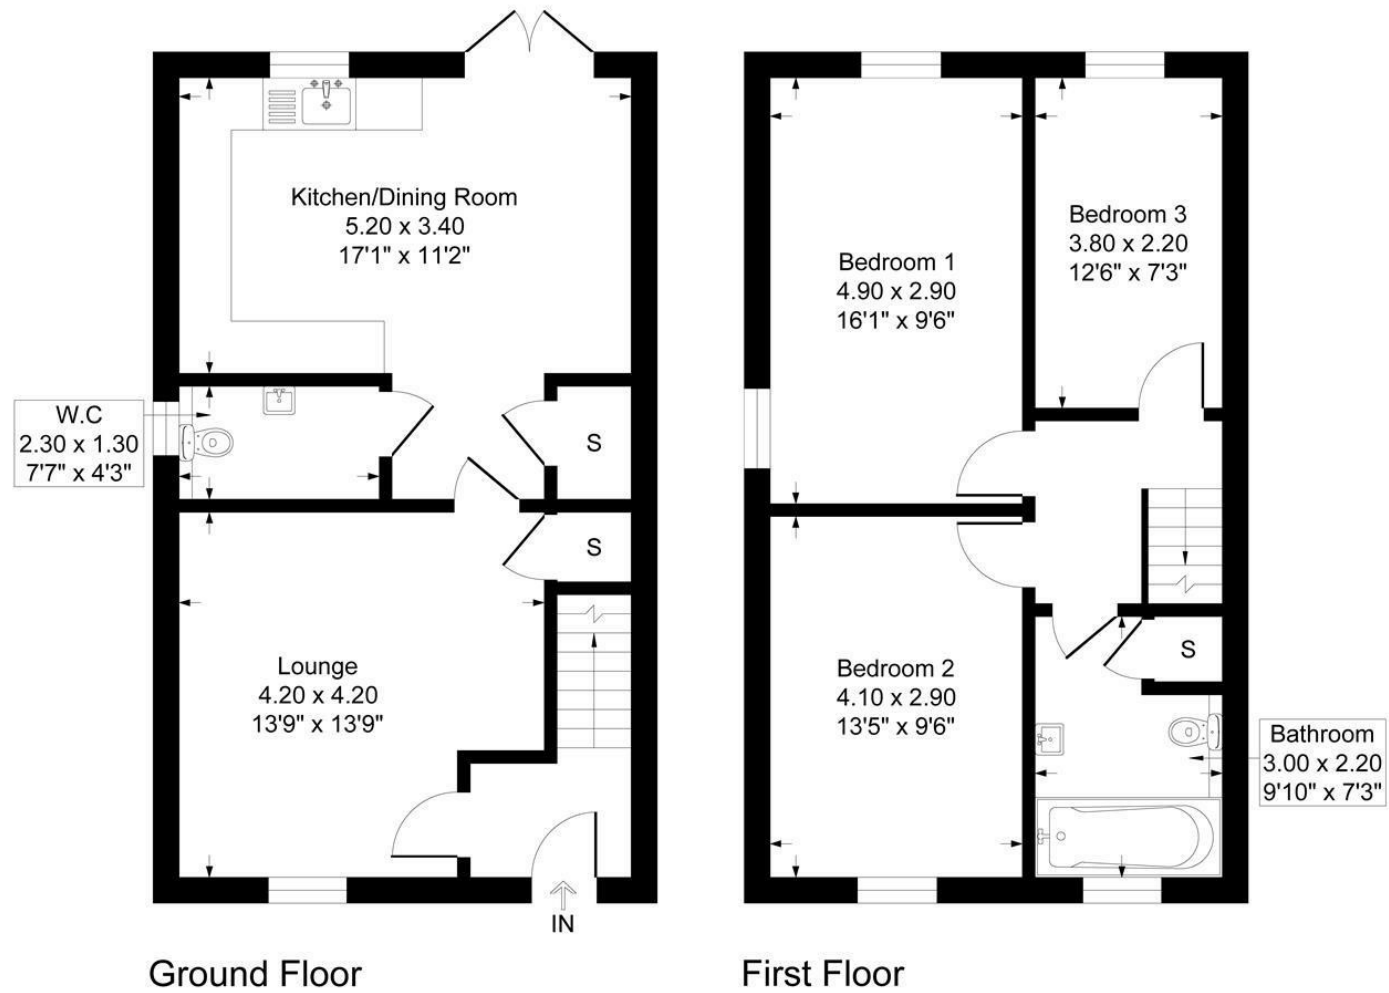 Kitchen/Dining Room
5.20 x 3.40
17'1" x 11'2"
W.C
2.30 x 1.30
7'7" x 4'3"
S
S
Lounge
4.20 x 4.20
13'9" x 13'9"
IN
Ground Floor
Bedroom 1
4.90 x 2.90
16'1" x 9'6"
Bedroom 3
3.80 x 2.20
12'6" x 7'3"
Bedroom 2
4.10 x 2.90
13'5" x 9'6"
S
Bathroom
3.00 x 2.20
9'10" x 7'3"
First Floor